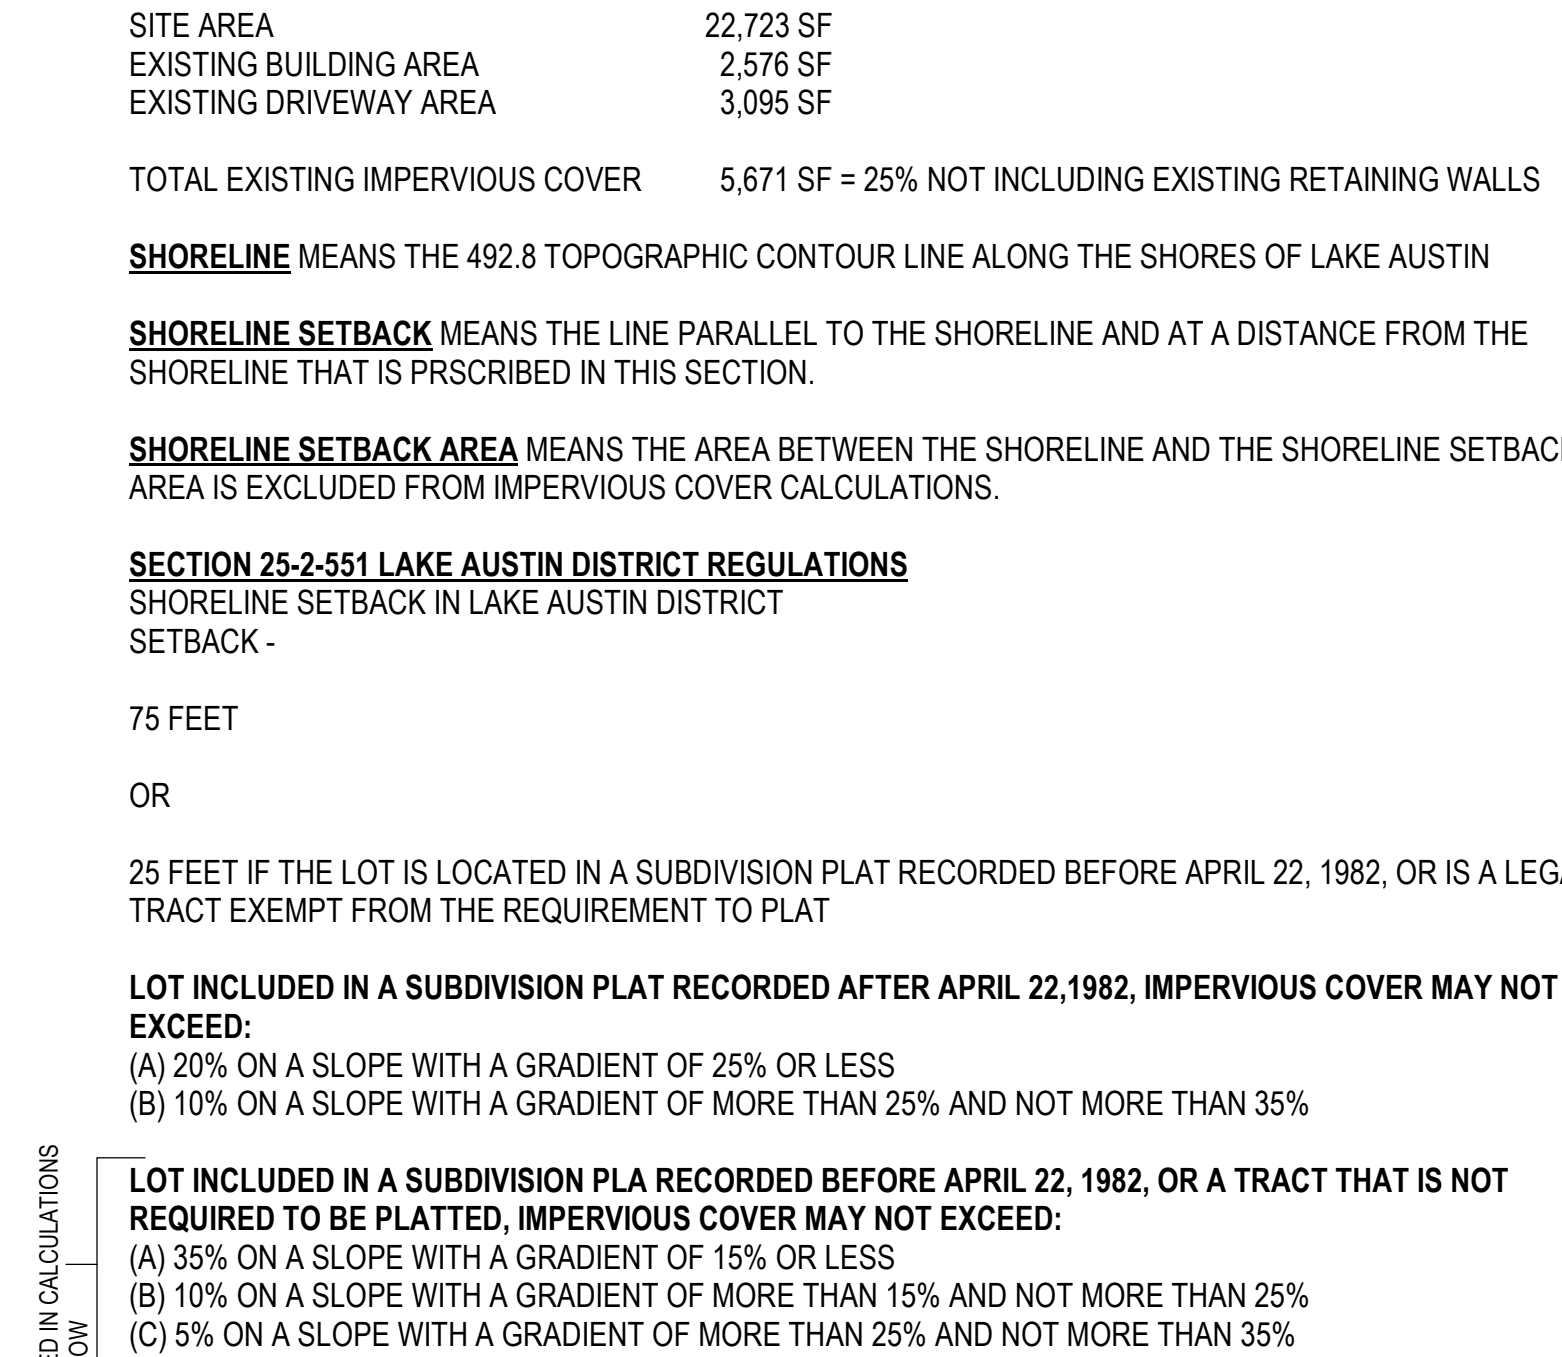 SITE AREA 22,723 SF
EXISTING BUILDING AREA 2,576 SF
EXISTING DRIVEWAY AREA 3,095 SF
TOTAL EXISTING IMPERVIOUS COVER 5,671 SF = 25% NOT INCLUDING EXISTING RETAINING WALLS
SHORELINE MEANS THE 492.8 TOPOGRAPHIC CONTOUR LINE ALONG THE SHORES OF LAKE AUSTIN
SHORELINE SETBACK MEANS THE LINE PARALLEL TO THE SHORELINE AND AT A DISTANCE FROM THE
SHORELINE THAT IS PRSCRIBED IN THIS SECTION.
SHORELINE SETBACK AREA MEANS THE AREA BETWEEN THE SHORELINE AND THE SHORELINE
AREA IS EXCLUDED FROM IMPERVIOUS COVER CALCULATIONS.
SECTION 25-2-551 LAKE AUSTIN DISTRICT REGULATIONS
SHORELINE SETBACK IN LAKE AUSTIN DISTRICT
SETBACK -
75 FEET
OR
25 FEET IF THE LOT IS LOCATED IN A SUBDIVISION PLAT RECORDED BEFORE APRIL 22, 1982, OR IS A
TRACT EXEMPT FROM THE REQUIREMENT TO PLAT
LOT INCLUDED IN A SUBDIVISION PLAT RECORDED AFTER APRIL 22,1982, IMPERVIOUS COVER MAY NOT
EXCEED:
(A) 20% ON A SLOPE WITH A GRADIENT OF 25% OR LESS
(B) 10% ON A SLOPE WITH A GRADIENT OF MORE THAN 25% AND NOT MORE THAN 35%
LOT INCLUDED IN A SUBDIVISION PLA RECORDED BEFORE APRIL 22, 1982, OR A TRACT THAT IS NOT
REQUIRED TO BE PLATTED, IMPERVIOUS COVER MAY NOT EXCEED:
(A) 35% ON A SLOPE WITH A GRADIENT OF 15% OR LESS
(B) 10% ON A SLOPE WITH A GRADIENT OF MORE THAN 15% AND NOT MORE THAN 25%
(C) 5% ON A SLOPE WITH A GRADIENT OF MORE THAN 25% AND NOT MORE THAN 35%
IN CALCULATIONS